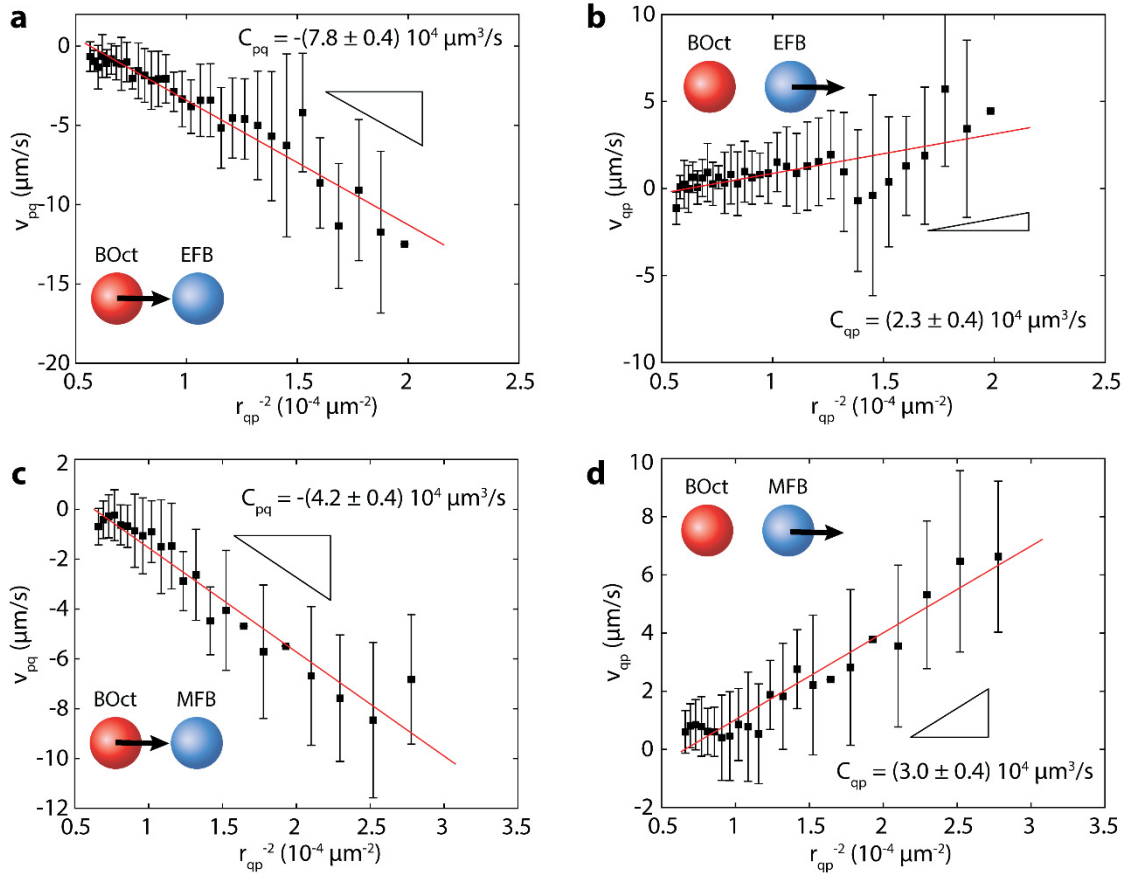 a
C_pq = -(7.8 ± 0.4) 10^4 µm^3/s
0
-5
-10
-15
-20
v_pq (µm/s)
BOct EFB
0.5 1 1.5 2 2.5
r_qp^-2 (10^-4 µm^-2)
b
10
5
0
-5
-10
v_qp (µm/s)
BOct EFB
C_qp = (2.3 ± 0.4) 10^4 µm^3/s
0.5 1 1.5 2 2.5
r_qp^-2 (10^-4 µm^-2)
c
C_pq = -(4.2 ± 0.4) 10^4 µm^3/s
2
0
-2
-4
-6
-8
-10
-12
v_pq (µm/s)
BOct MFB
0.5 1 1.5 2 2.5 3 3.5
r_qp^-2 (10^-4 µm^-2)
d
10
8
6
4
2
0
-2
v_qp (µm/s)
BOct MFB
C_qp = (3.0 ± 0.4) 10^4 µm^3/s
0.5 1 1.5 2 2.5 3 3.5
r_qp^-2 (10^-4 µm^-2)